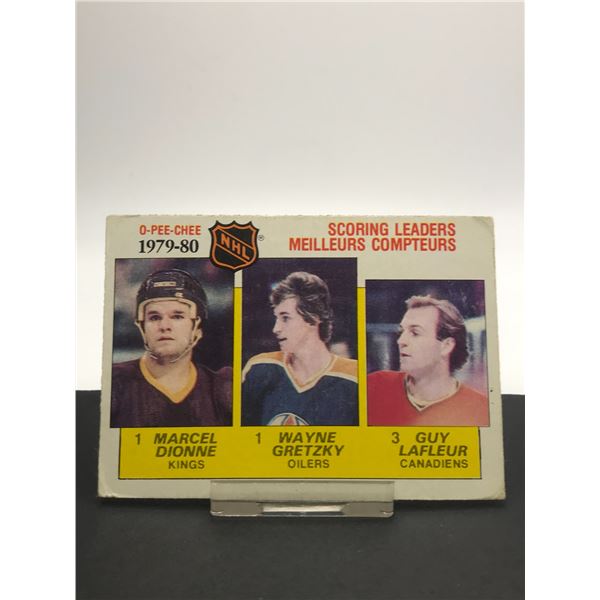 O-PEE-CHEE
1979-80
NHL
®
SCORING LEADERS
MEILLEURS COMPTEURS
1 MARCEL
DIONNE
KINGS
1 WAYNE
GRETZKY
OILERS
3 GUY
LAFLEUR
CANADIENS